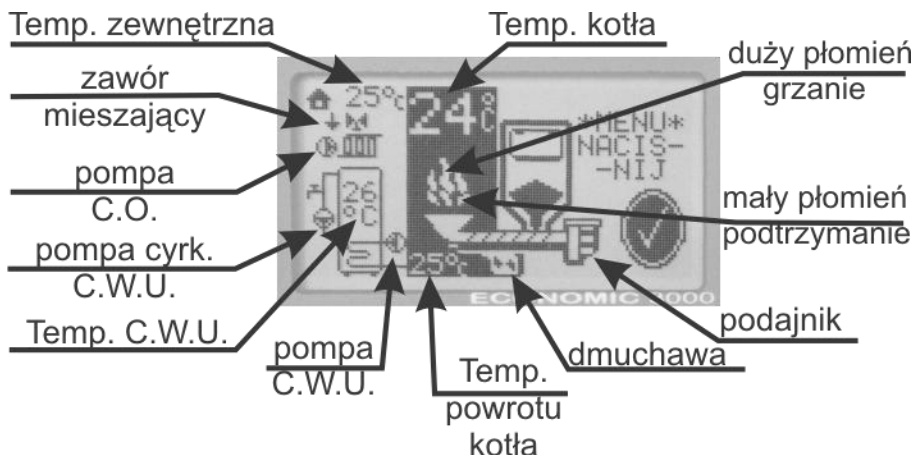 Temp. zewnętrzna
Temp. kotła
duży płomień
grzanie
zawór
mieszający
pompa
C.O.
pompa cyrk.
C.W.U.
Temp. C.W.U.
pompa
C.W.U.
Temp.
powrotu
kotła
dmuchawa
podajnik
mały płomień
podtrzymanie
25°C
24°C
*MENU*
NACIS-
-NIJ
26
°C
25°